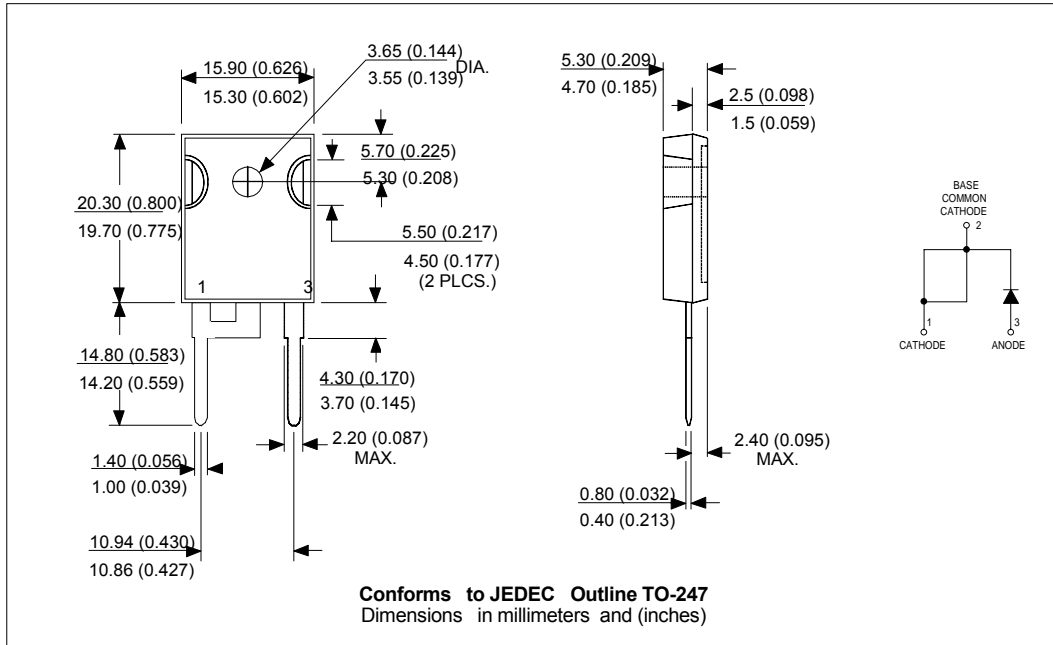 3.65 (0.144)
3.55 (0.139)
DIA.
15.90 (0.626)
15.30 (0.602)
5.70 (0.225)
5.30 (0.208)
20.30 (0.800)
19.70 (0.775)
5.50 (0.217)
4.50 (0.177)
(2 PLCS.)
1
3
14.80 (0.583)
14.20 (0.559)
4.30 (0.170)
3.70 (0.145)
2.20 (0.087)
MAX.
1.40 (0.056)
1.00 (0.039)
10.94 (0.430)
10.86 (0.427)
5.30 (0.209)
4.70 (0.185)
2.5 (0.098)
1.5 (0.059)
2.40 (0.095)
MAX.
0.80 (0.032)
0.40 (0.213)
BASE
COMMON
CATHODE
2
1
3
CATHODE
ANODE
Conforms to JEDEC Outline TO-247
Dimensions in millimeters and (inches)